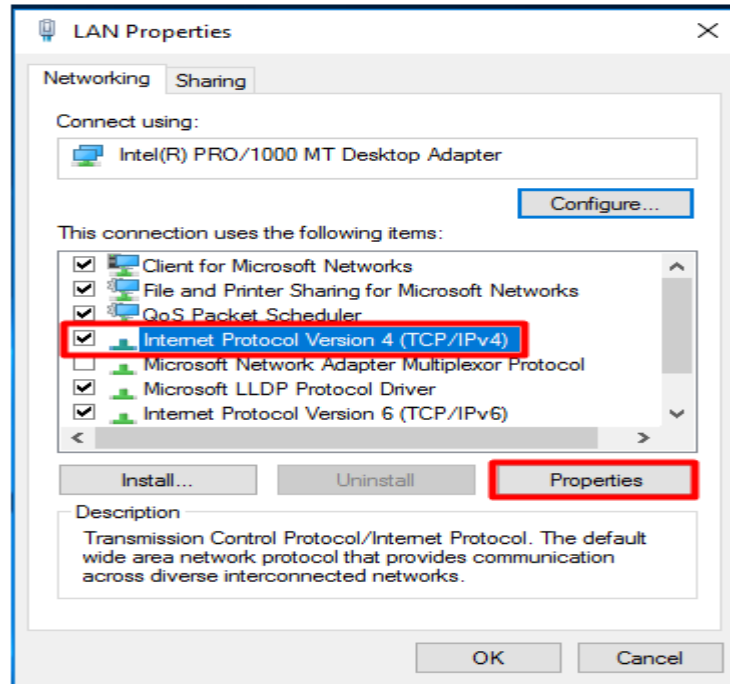 LAN Properties
Networking Sharing
Connect using:
Intel(R) PRO/1000 MT Desktop Adapter
Configure...
This connection uses the following items:
Client for Microsoft Networks
File and Printer Sharing for Microsoft Networks
QoS Packet Scheduler
Internet Protocol Version 4 (TCP/IPv4)
Microsoft Network Adapter Multiplexor Protocol
Microsoft LLDP Protocol Driver
Internet Protocol Version 6 (TCP/IPv6)
Install... Uninstall Properties
Description
Transmission Control Protocol/Internet Protocol. The default
wide area network protocol that provides communication
across diverse interconnected networks.
OK Cancel